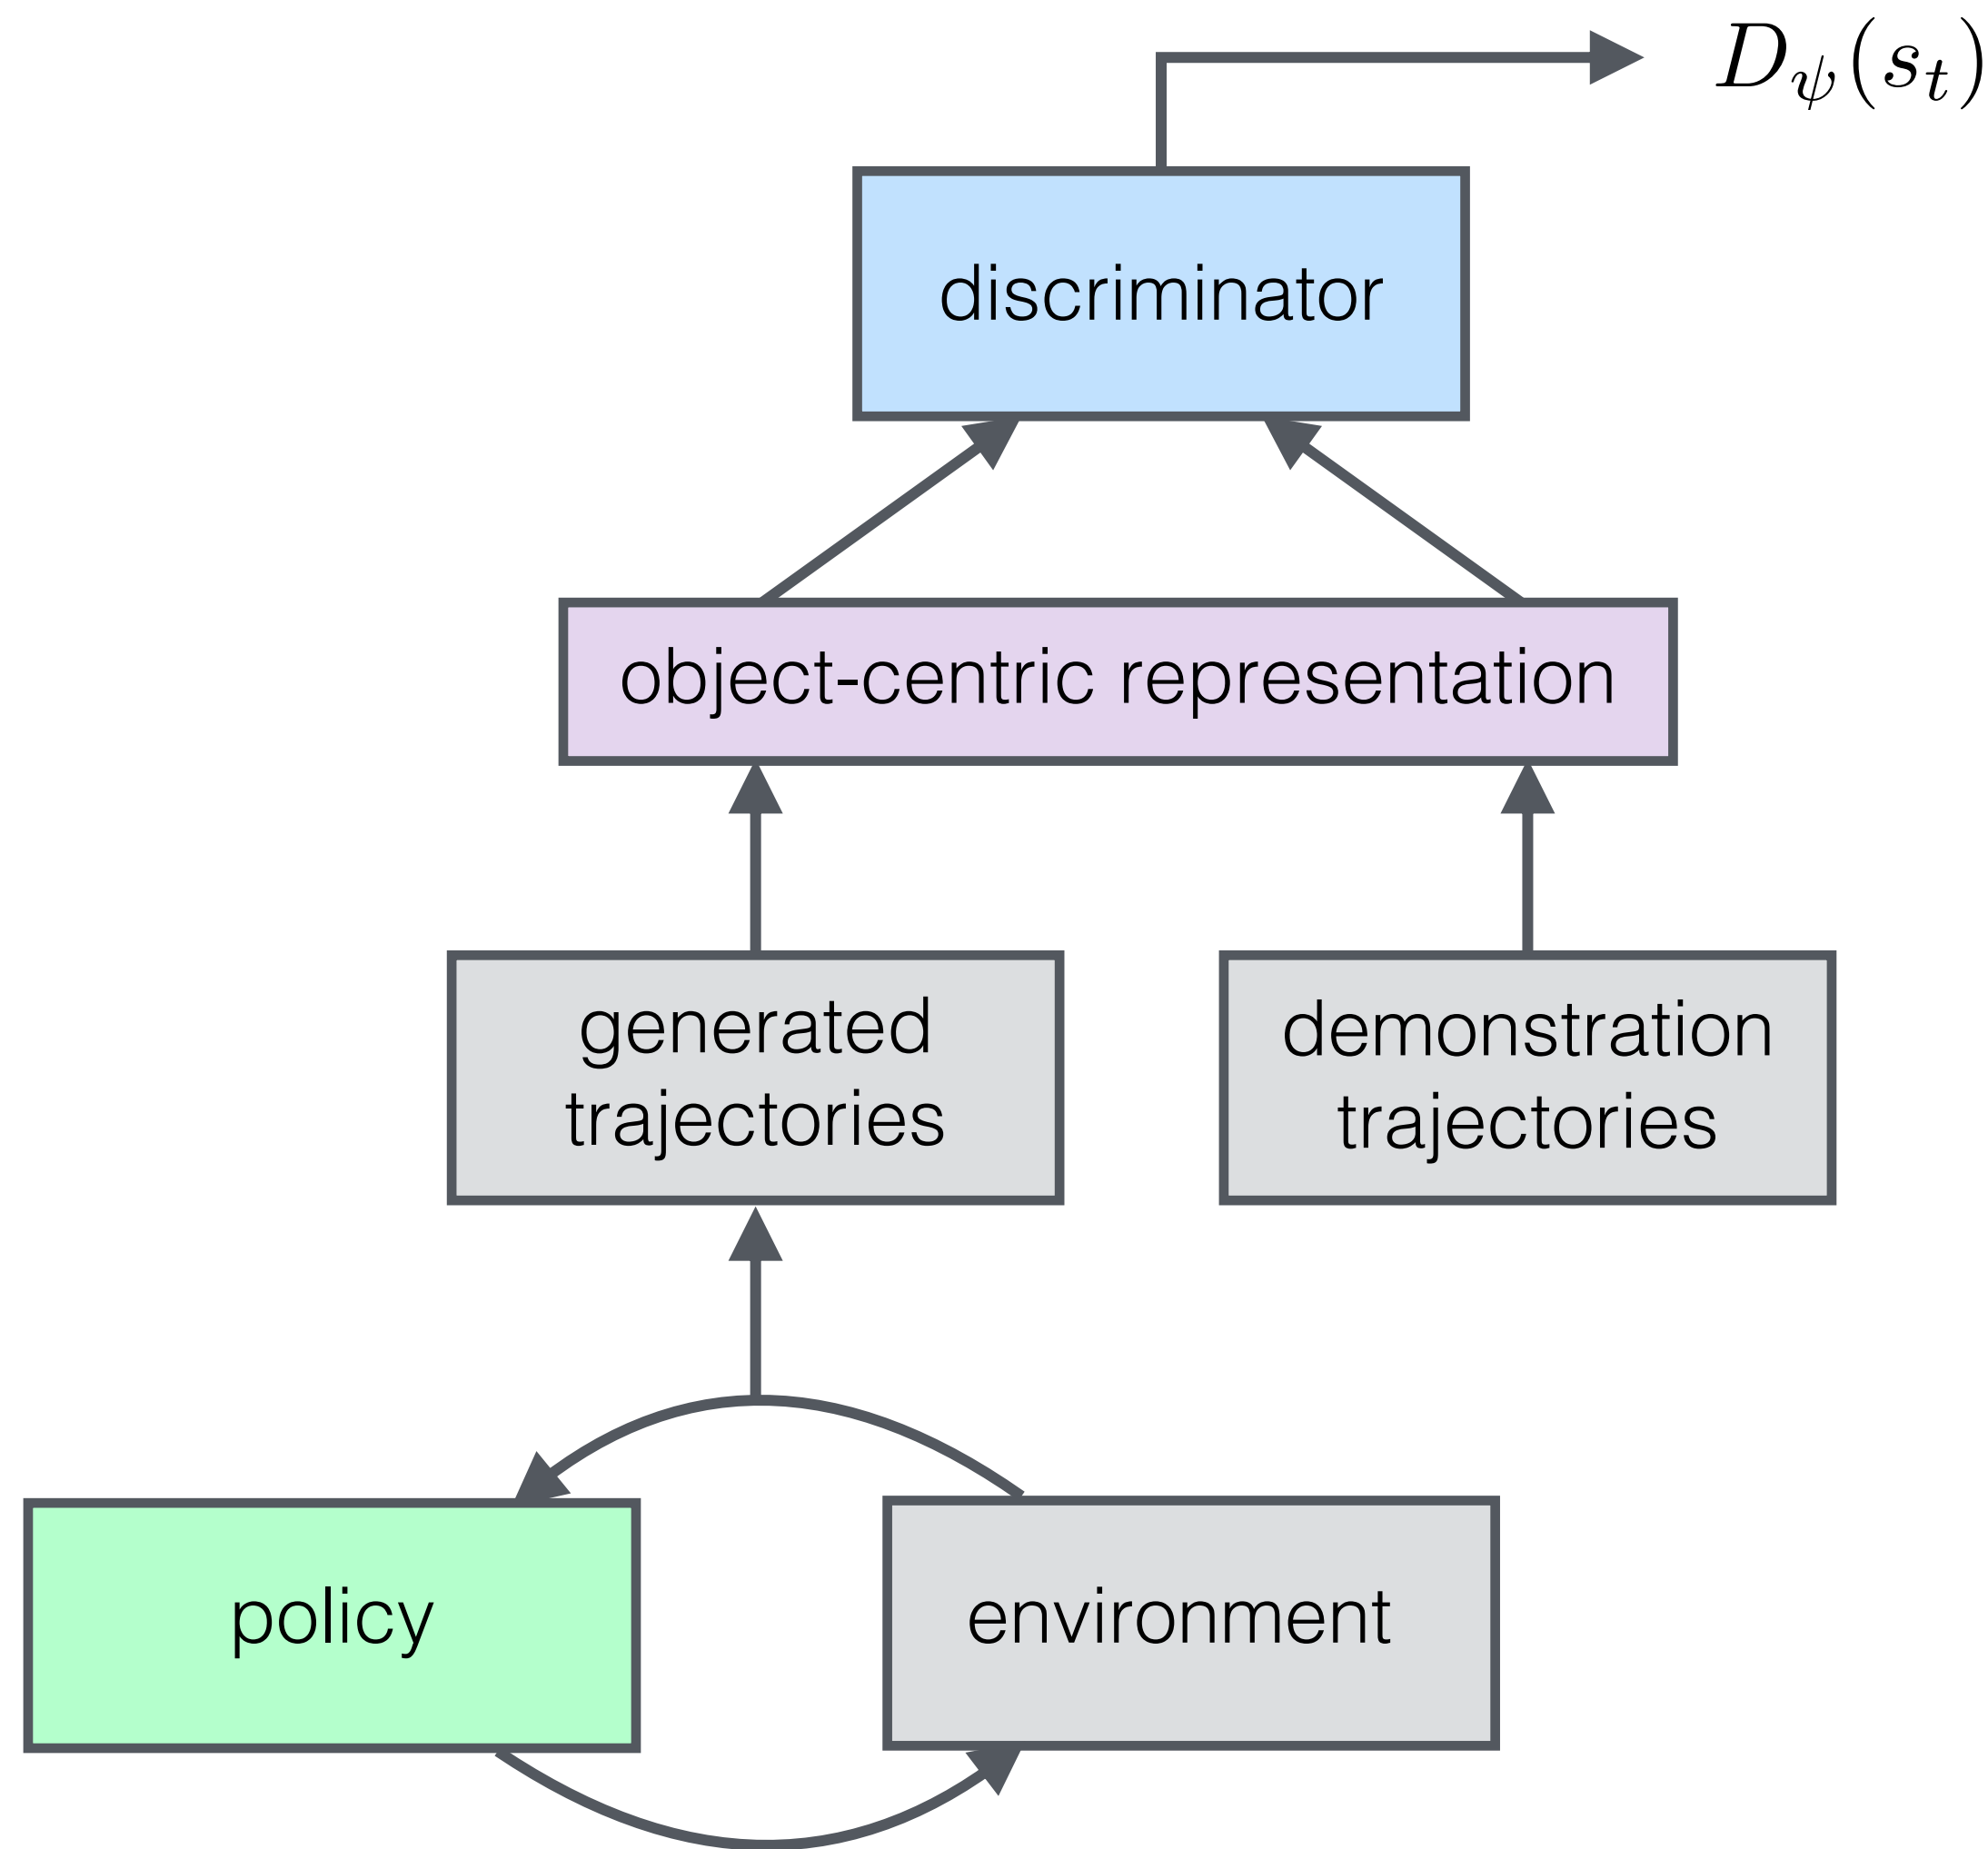 D_ψ(s_t)
discriminator
object-centric representation
generated
trajectories
demonstration
trajectories
policy
environment